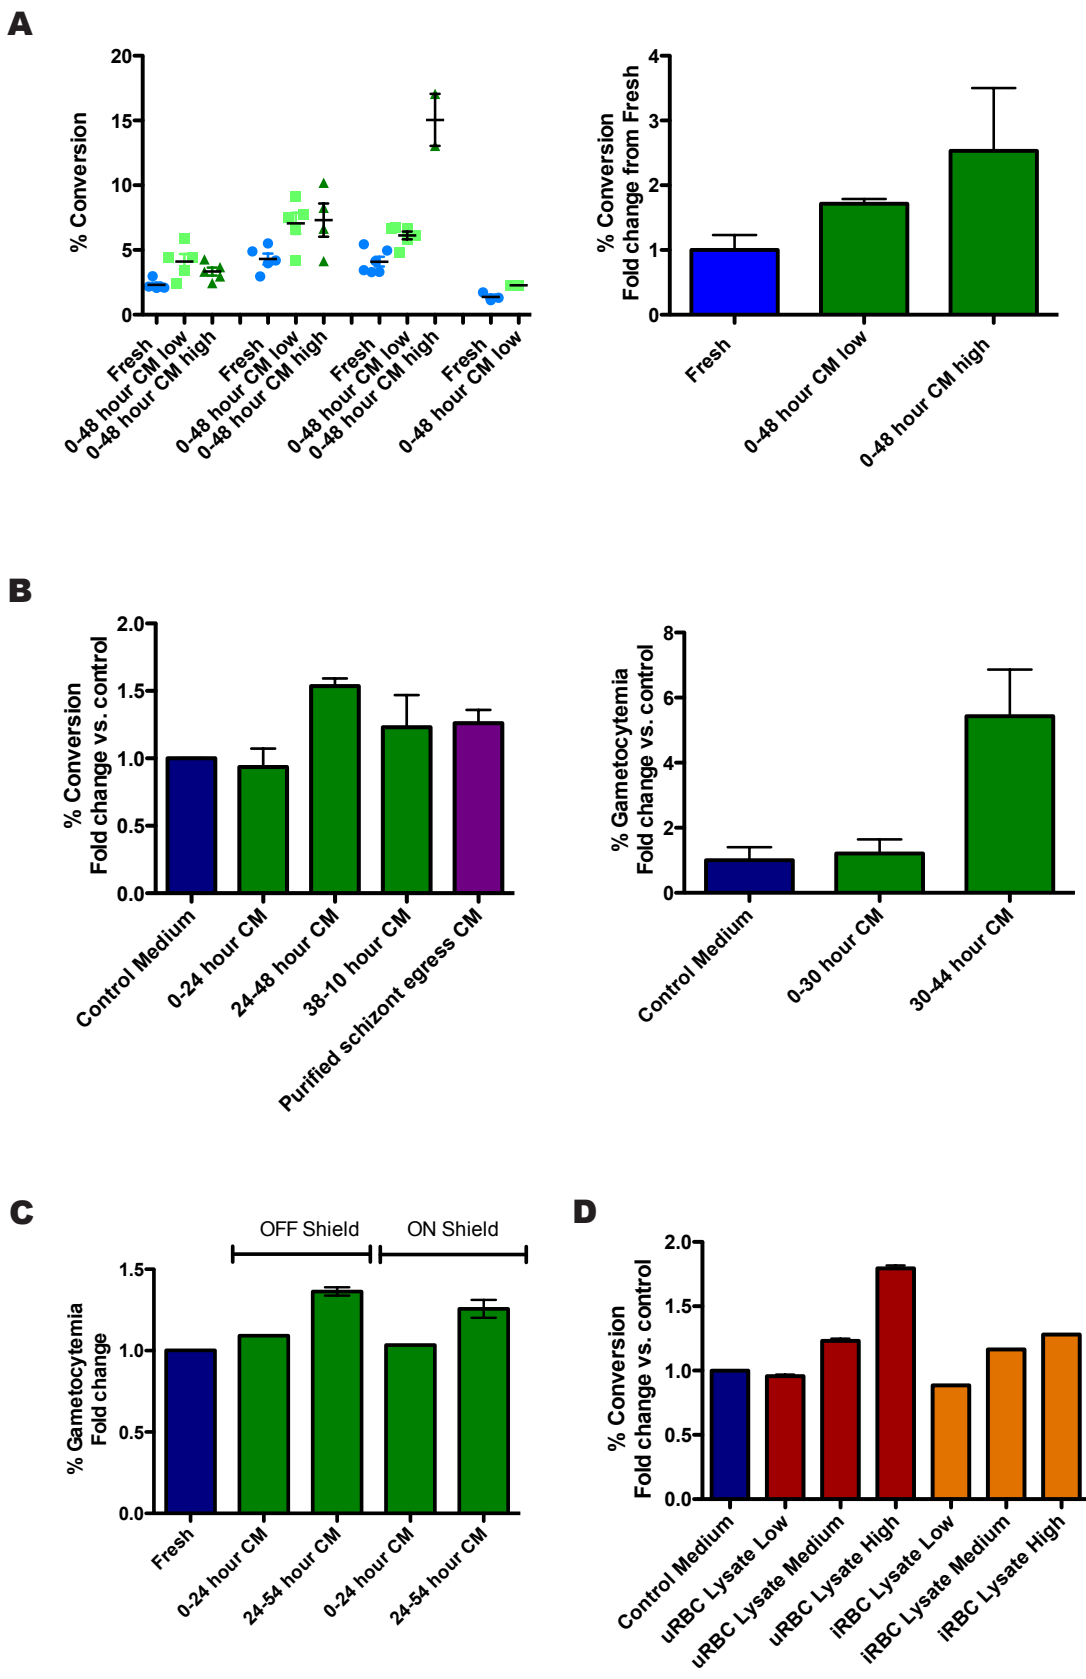 A
% Conversion
20
15
10
5
0
Fresh
0-48 hour CM low
0-48 hour CM high
Fresh
0-48 hour CM low
0-48 hour CM high
Fresh
0-48 hour CM low
0-48 hour CM high
Fresh
0-48 hour CM low
% Conversion
Fold change from Fresh
4
3
2
1
0
Fresh
0-48 hour CM low
0-48 hour CM high
B
% Conversion
Fold change vs. control
2.0
1.5
1.0
0.5
0.0
Control Medium
0-24 hour CM
24-48 hour CM
38-10 hour CM
Purified schizont egress CM
% Gametocytemia
Fold change vs. control
8
6
4
2
0
Control Medium
0-30 hour CM
30-44 hour CM
C
OFF Shield
ON Shield
% Gametocytemia
Fold change
1.5
1.0
0.5
0.0
Fresh
0-24 hour CM
24-54 hour CM
0-24 hour CM
24-54 hour CM
D
% Conversion
Fold change vs. control
2.0
1.5
1.0
0.5
0.0
Control Medium
uRBC Lysate Low
uRBC Lysate Medium
uRBC Lysate High
iRBC Lysate Low
iRBC Lysate Medium
iRBC Lysate High